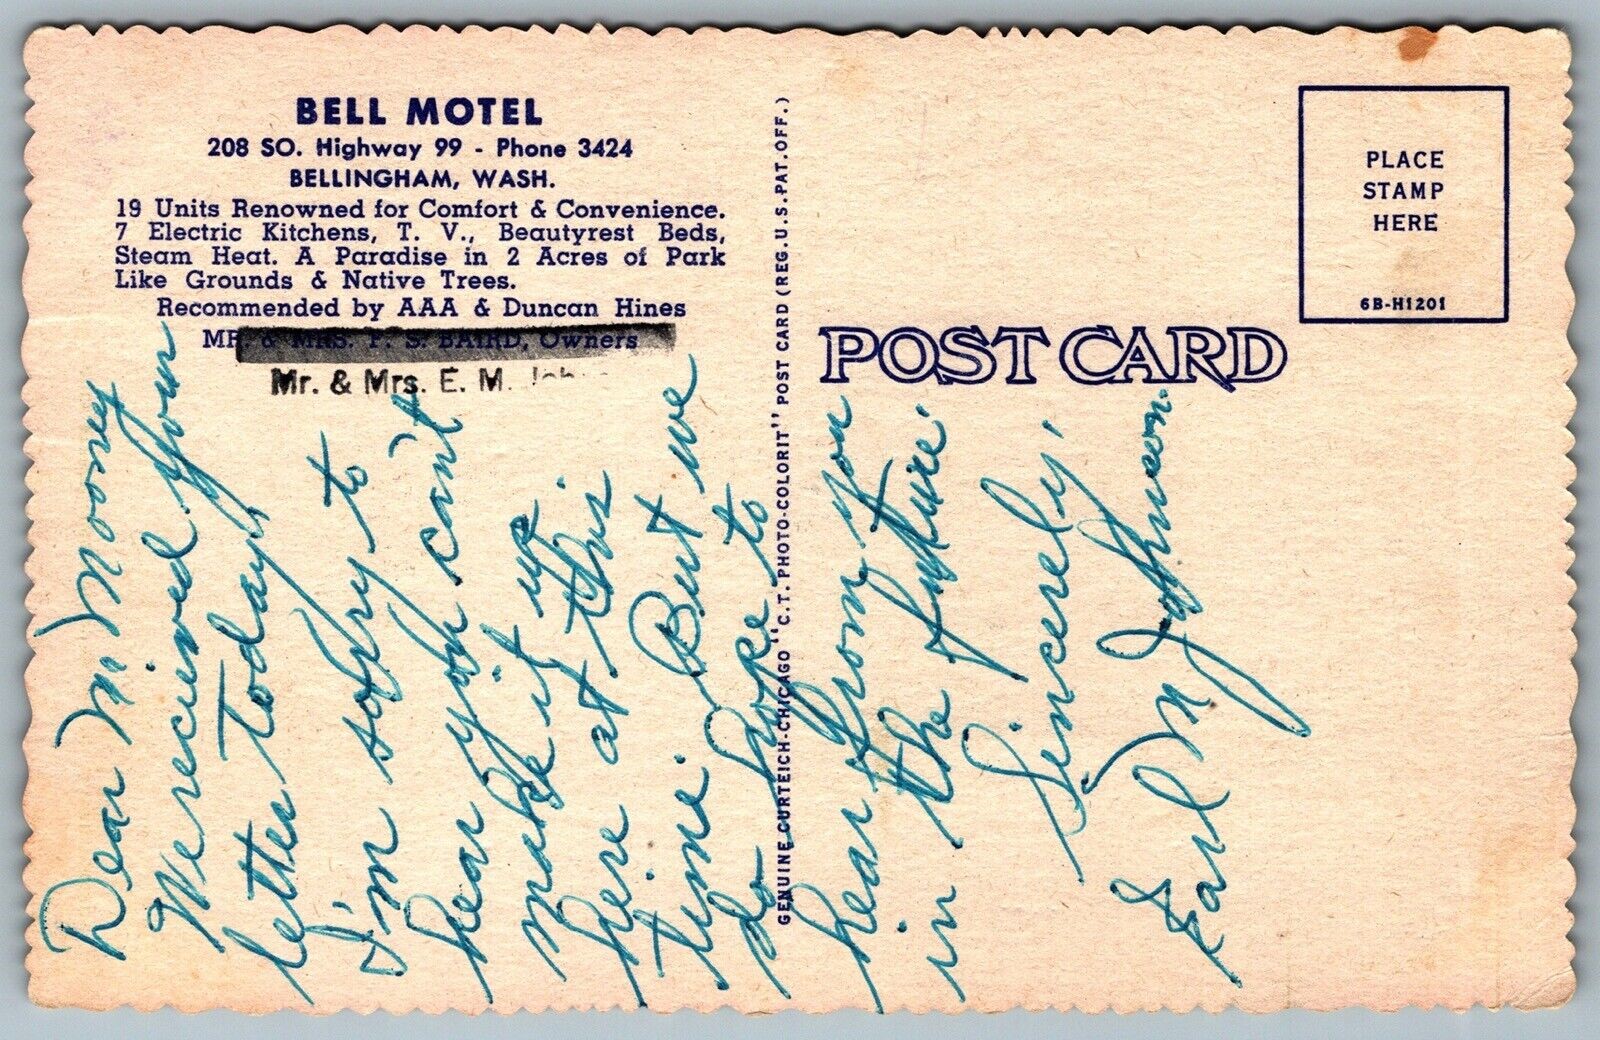 BELL MOTEL
208 SO. Highway 99 - Phone 3424
BELLINGHAM, WASH.
19 Units Renowned for Comfort & Convenience.
7 Electric Kitchens, T. V., Beautyrest Beds,
Steam Heat. A Paradise in 2 Acres of Park
Like Grounds & Native Trees.
Recommended by AAA & Duncan Hines
MR. & MRS. P. S. BAIRD, Owners
Mr. & Mrs. E. M.
Dear Mr Mooney
We received your
letter today,
I'm sorry to
hear you can't
make it up
here at this
time. But we
do hope to
hear from you
in the future.
Sincerely,
Earl M Johnson.
GENUINE CURTEICH-CHICAGO "C.T. PHOTO-COLORIT" POST CARD (REG. U.S. PAT. OFF.)
POST CARD
PLACE
STAMP
HERE
6B-H1201